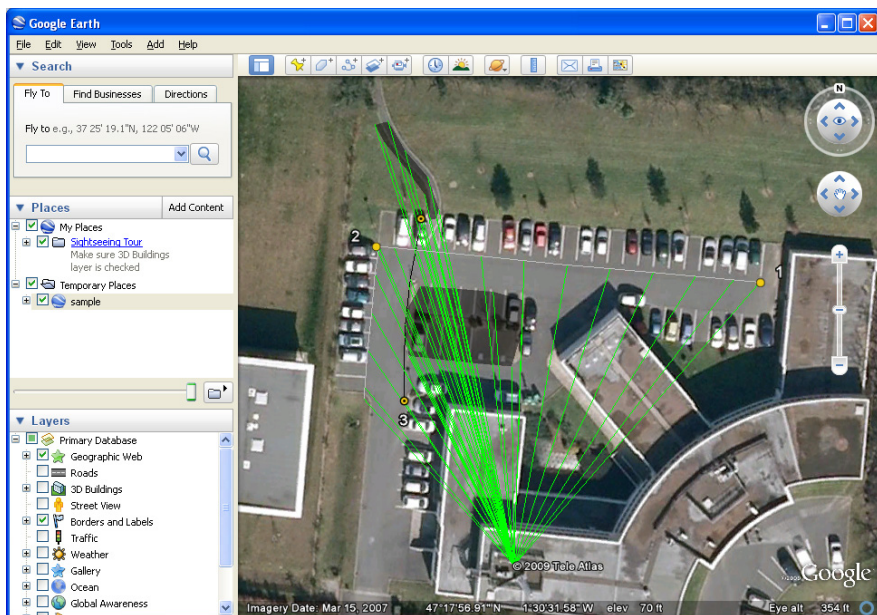 Google Earth
File Edit View Tools Add Help
Search
Fly To Find Businesses Directions
Fly to e.g., 37 25' 19.1"N, 122 05' 06"W
Places Add Content
My Places
Sightseeing Tour
Make sure 3D Buildings
layer is checked
Temporary Places
sample
Layers
Primary Database
Geographic Web
Roads
3D Buildings
Street View
Borders and Labels
Traffic
Weather
Gallery
Ocean
Global Awareness
N
2
1
3
© 2009 Tele Atlas
Google
Imagery Date: Mar 15, 2007 47°17'56.91" N 1°30'31.58" W elev 70 ft Eye alt 354 ft